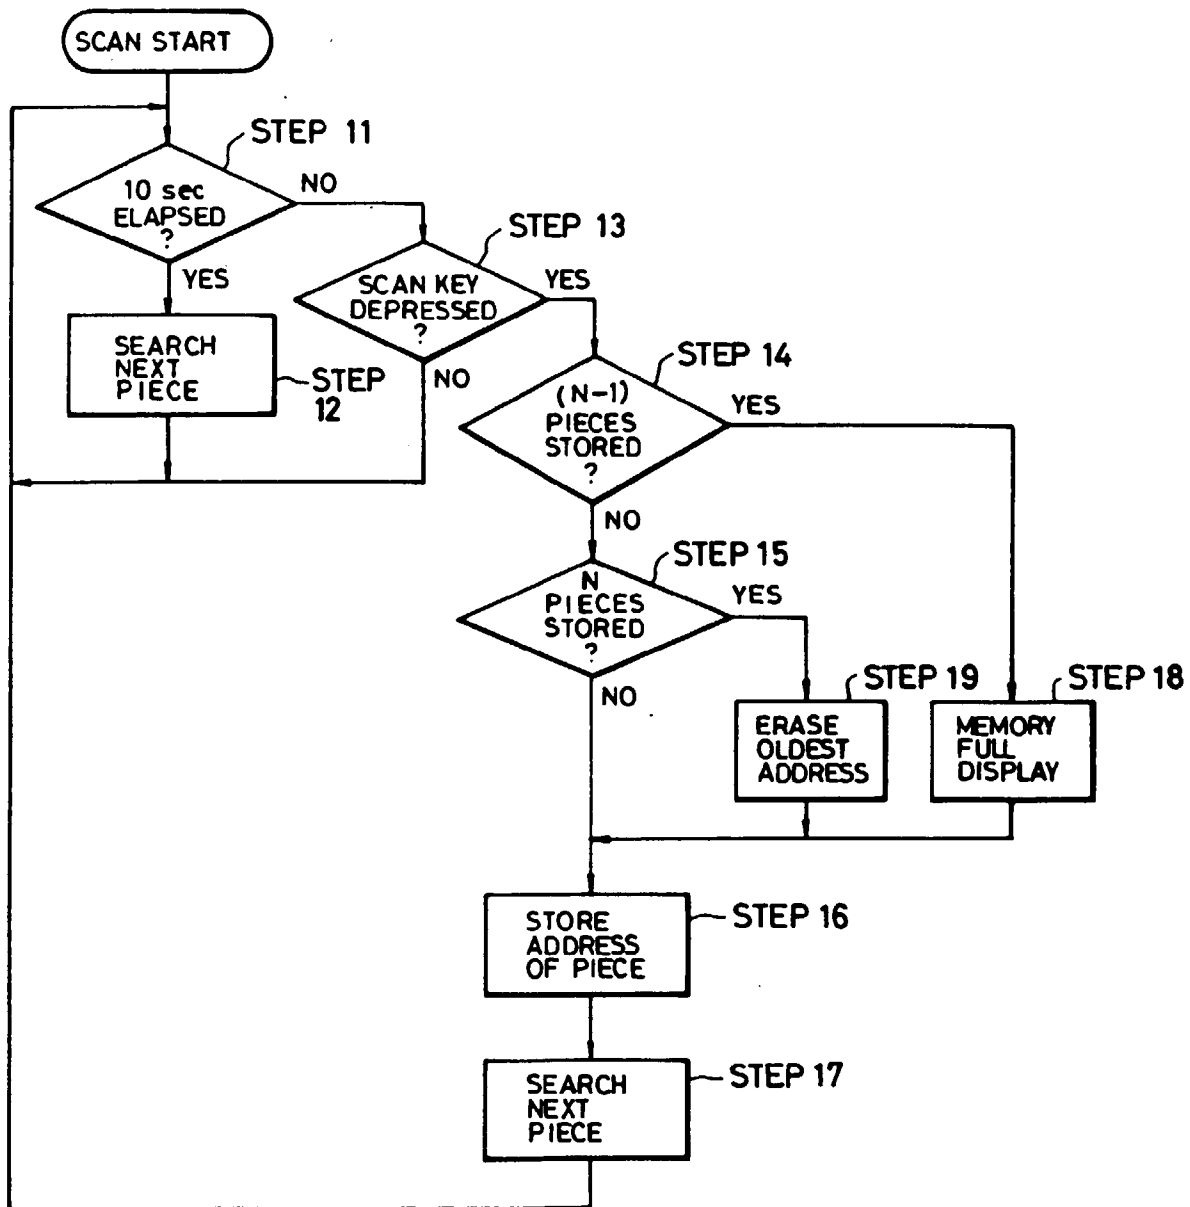 SCAN START
STEP 11
10 sec
ELAPSED
?
NO
YES
STEP 13
SCAN KEY
DEPRESSED
?
YES
NO
SEARCH
NEXT
PIECE
STEP
12
STEP 14
(N-1)
PIECES
STORED
?
YES
NO
STEP 15
N
PIECES
STORED
?
YES
NO
STEP 19
ERASE
OLDEST
ADDRESS
STEP 18
MEMORY
FULL
DISPLAY
STEP 16
STORE
ADDRESS
OF PIECE
STEP 17
SEARCH
NEXT
PIECE